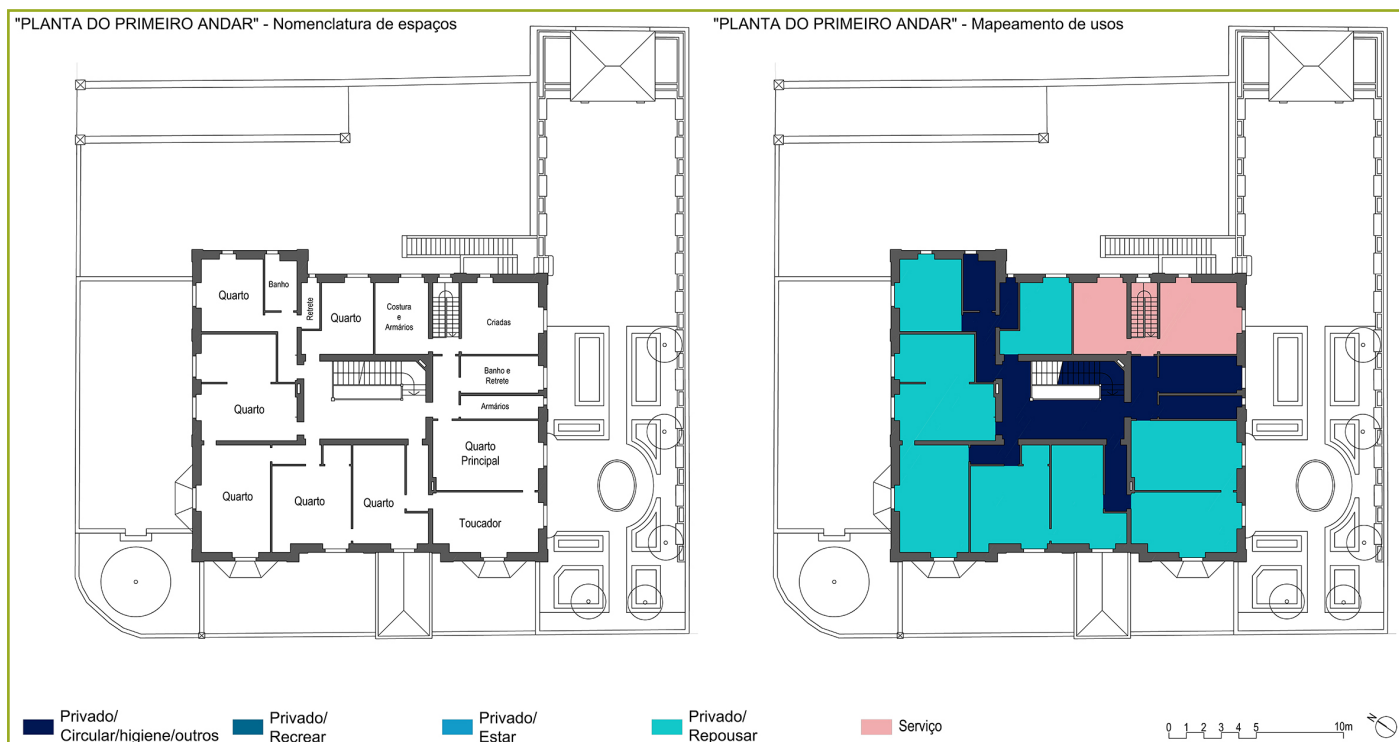 "PLANTA DO PRIMEIRO ANDAR" - Nomenclatura de espaços
"PLANTA DO PRIMEIRO ANDAR" - Mapeamento de usos
Quarto
Banho
Retrete
Quarto
Costura
e
Armários
Criadas
Banho e
Retrete
Armários
Quarto
Quarto
Principal
Quarto
Quarto
Quarto
Toucador
Privado/
Circular/higiene/outros
Privado/
Recrear
Privado/
Estar
Privado/
Repousar
Serviço
0 1 2 3 4 5 10m
N